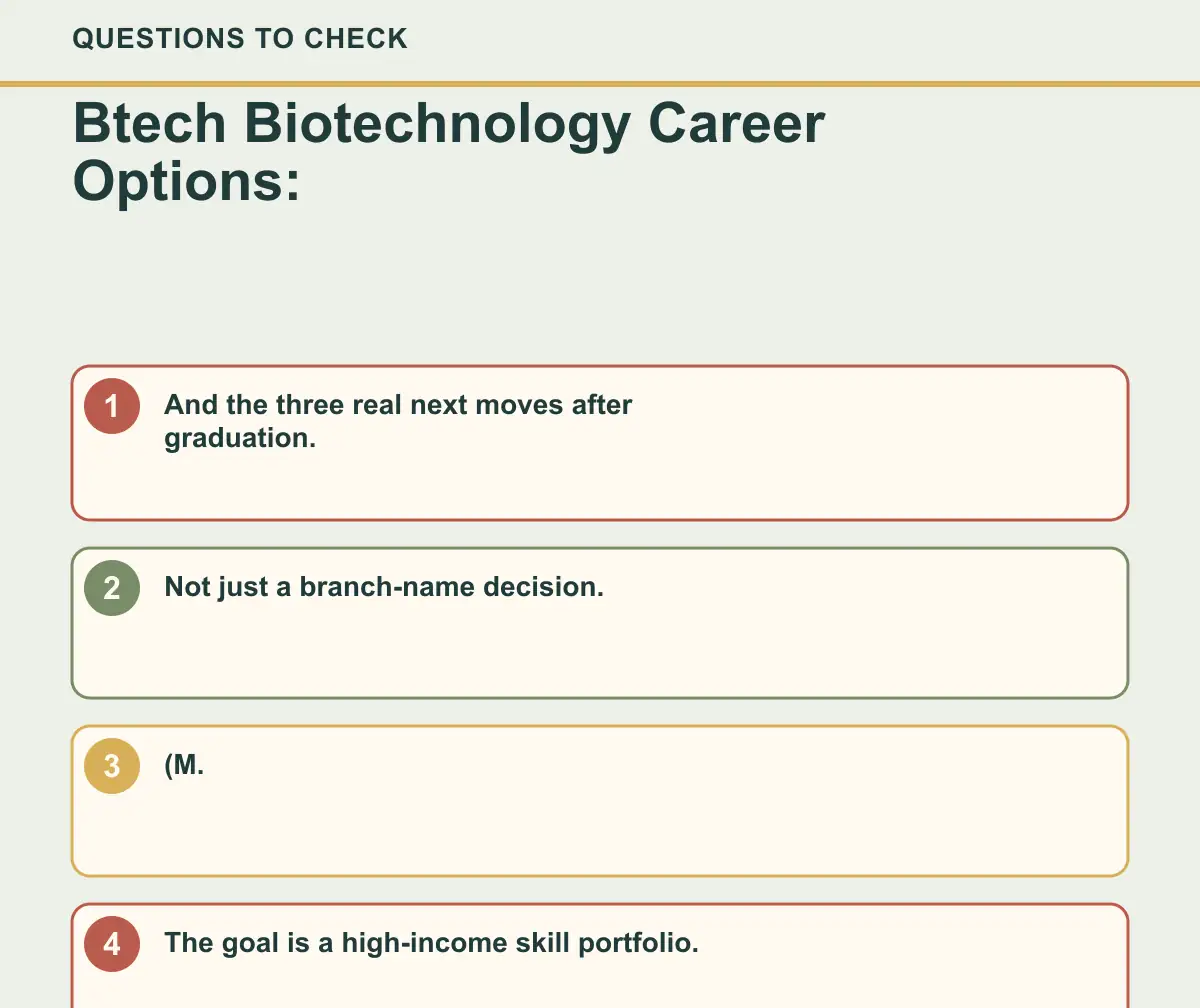 QUESTIONS TO CHECK
Btech Biotechnology Career
Options:
1
And the three real next moves after
graduation.
2
Not just a branch-name decision.
3
(M.
4
The goal is a high-income skill portfolio.